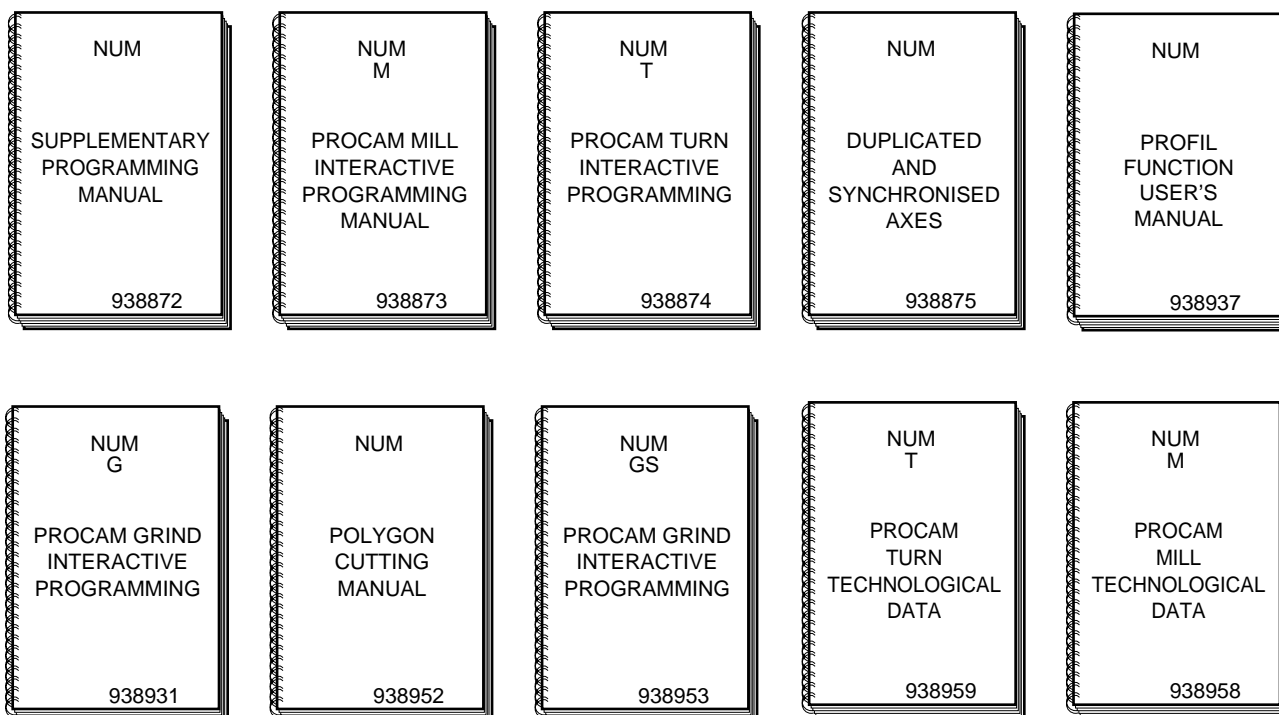 NUM
SUPPLEMENTARY
PROGRAMMING
MANUAL
938872
NUM
M
PROCAM MILL
INTERACTIVE
PROGRAMMING
MANUAL
938873
NUM
T
PROCAM TURN
INTERACTIVE
PROGRAMMING
938874
NUM
DUPLICATED
AND
SYNCHRONISED
AXES
938875
NUM
PROFIL
FUNCTION
USER'S
MANUAL
938937
NUM
G
PROCAM GRIND
INTERACTIVE
PROGRAMMING
938931
NUM
POLYGON
CUTTING
MANUAL
938952
NUM
GS
PROCAM GRIND
INTERACTIVE
PROGRAMMING
938953
NUM
T
PROCAM
TURN
TECHNOLOGICAL
DATA
938959
NUM
M
PROCAM
MILL
TECHNOLOGICAL
DATA
938958